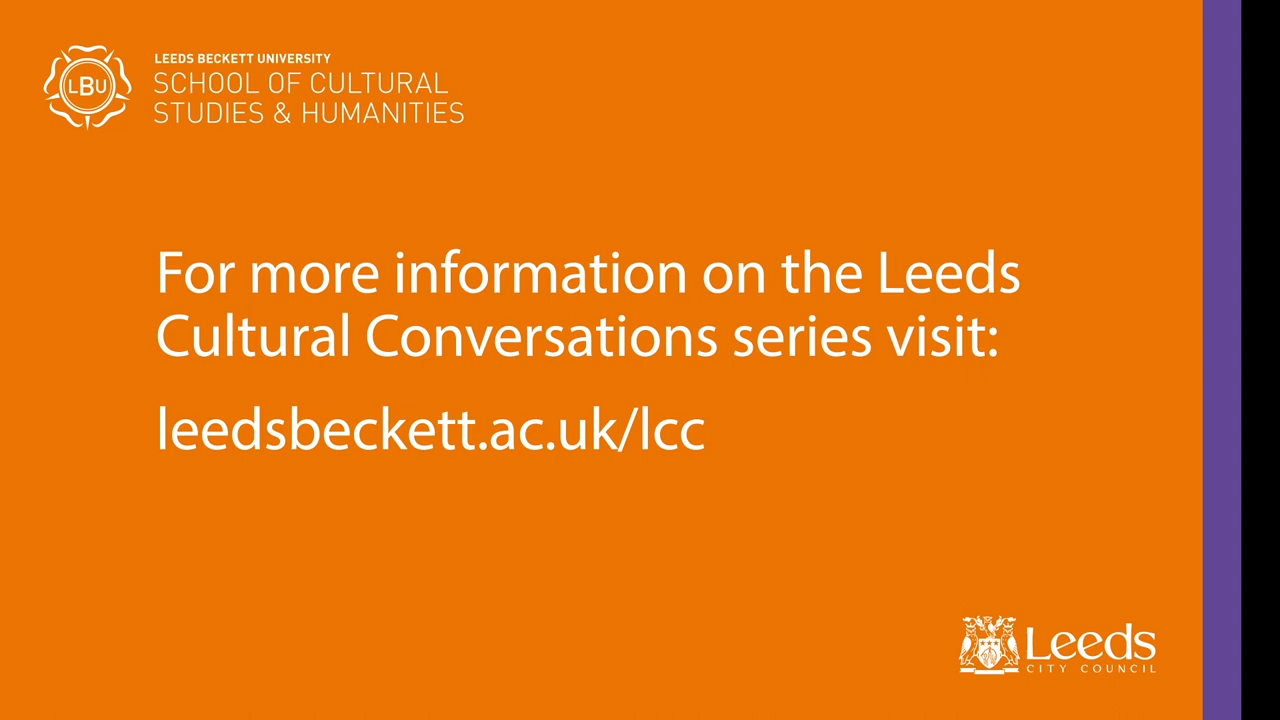 LEEDS BECKETT UNIVERSITY
SCHOOL OF CULTURAL
STUDIES & HUMANITIES
LBU
For more information on the Leeds
Cultural Conversations series visit:
leedsbeckett.ac.uk/lcc
Leeds
CITY COUNCIL